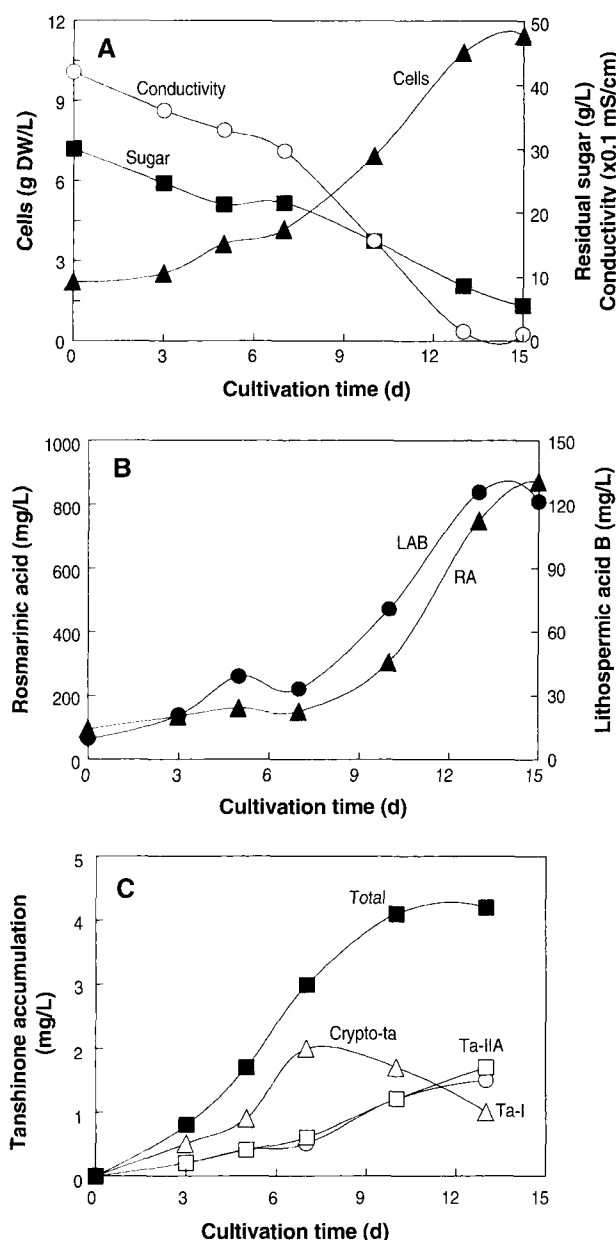 A
12
9
6
3
0
Cells (g DW/L)
Conductivity
Sugar
Cells
50
40
30
20
10
0
Residual sugar (g/L)
Conductivity (x0.1 mS/cm)
0 3 6 9 12 15
Cultivation time (d)
B
1000
800
600
400
200
0
Rosmarinic acid (mg/L)
LAB
RA
150
120
90
60
30
0
Lithospermic acid B (mg/L)
0 3 6 9 12 15
Cultivation time (d)
C
5
4
3
2
1
0
Tanshinone accumulation
(mg/L)
Total
Crypto-ta
Ta-IIA
Ta-I
0 3 6 9 12 15
Cultivation time (d)